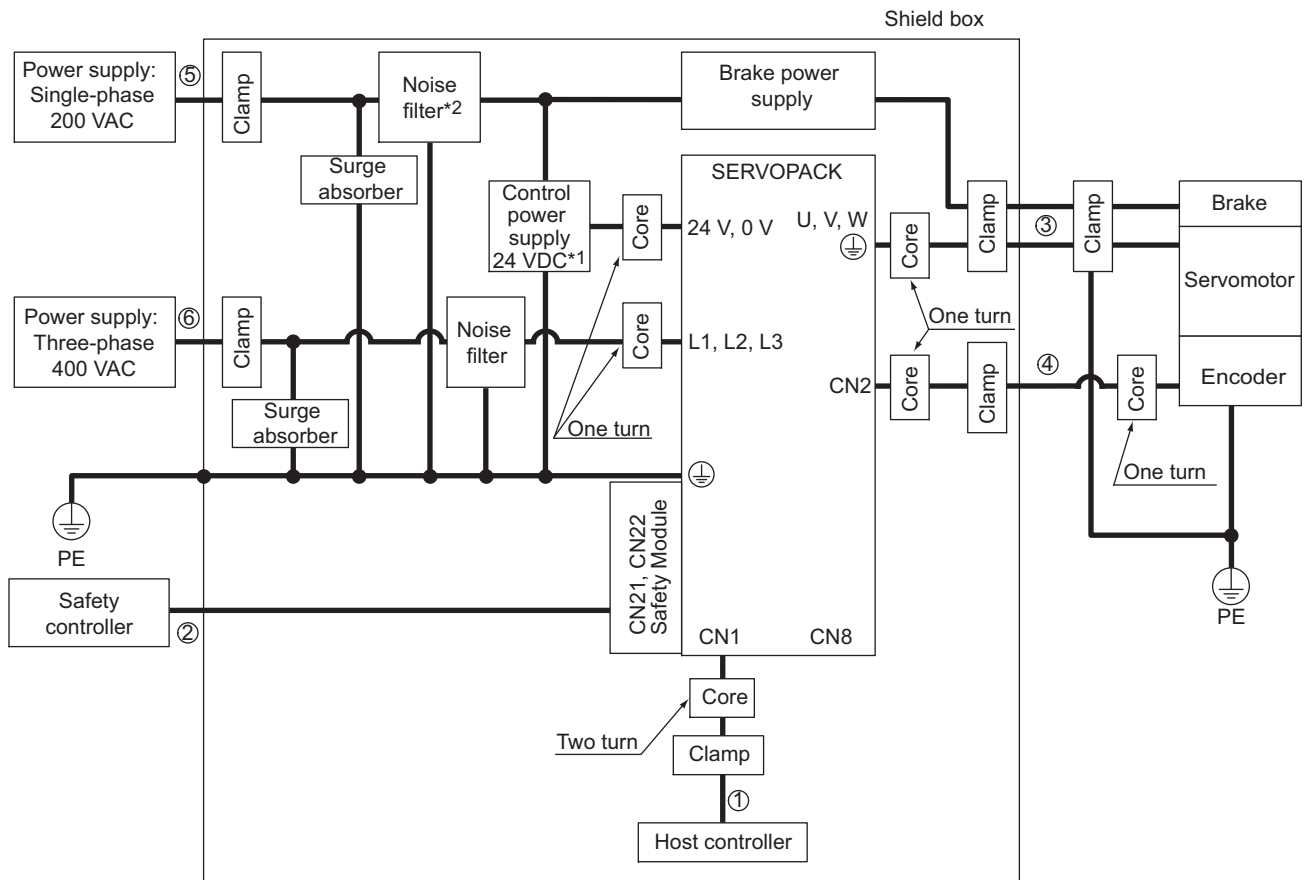 Shield box
Power supply:
Single-phase
200 VAC
⑤
Clamp
Noise
filter*2
Brake power
supply
Surge
absorber
Control
power
supply
24 VDC*1
Core
SERVOPACK
24 V, 0 V
U, V, W
Core
Clamp
③
Clamp
Brake
Servomotor
Encoder
Power supply:
Three-phase
400 VAC
⑥
Clamp
Noise
filter
Core
L1, L2, L3
One turn
CN2
Core
Clamp
④
Core
Surge
absorber
One turn
One turn
PE
PE
CN21, CN22
Safety Module
Safety
controller
②
CN1
CN8
Core
Two turn
Clamp
①
Host controller